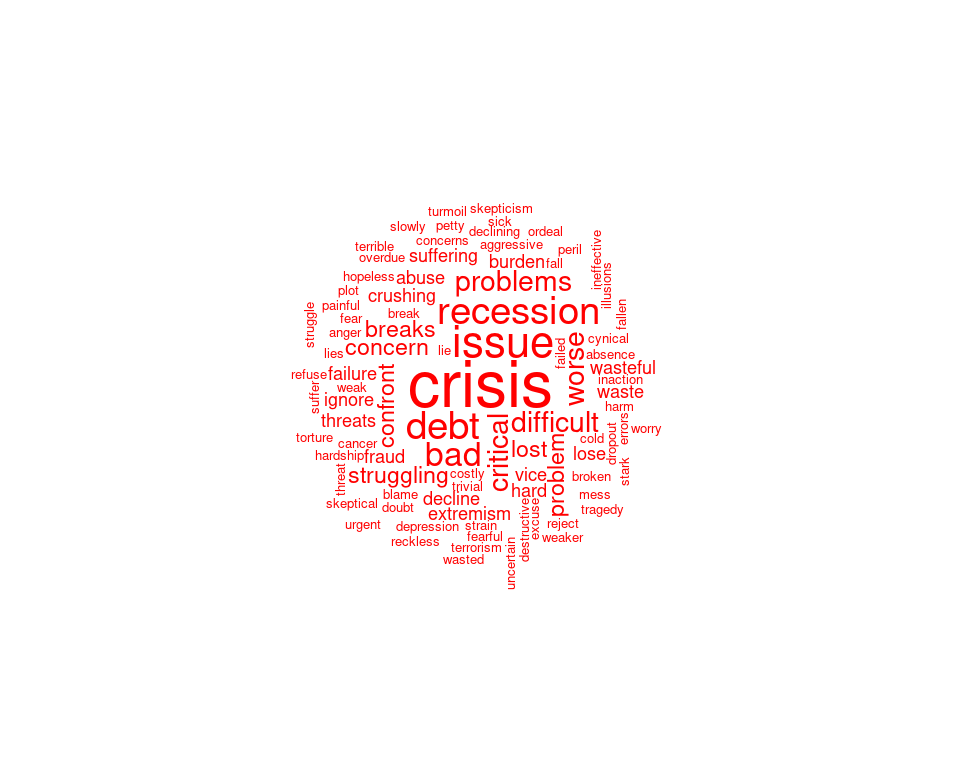 turmoil
skepticism
sick
slowly
petty
declining
ordeal
concerns
aggressive
terrible
peril
overdue
suffering
burden
fall
ineffective
hopeless
abuse
problems
illusions
plot
crushing
painful
break
recession
fallen
fear
struggle
anger
breaks
issue
cynical
lies
concern
lie
failed
worse
absence
refuse
failure
crisis
wasteful
inaction
weak
suffer
ignore
confront
waste
harm
threats
debt
difficult
errors
worry
torture
cancer
critical
cold
dropout
hardship
fraud
bad
lost
problem
lose
stark
threat
struggling
costly
vice
broken
trivial
hard
blame
decline
mess
skeptical
doubt
extremism
excuse
tragedy
urgent
depression
strain
destructive
reject
reckless
fearful
weaker
terrorism
wasted
uncertain